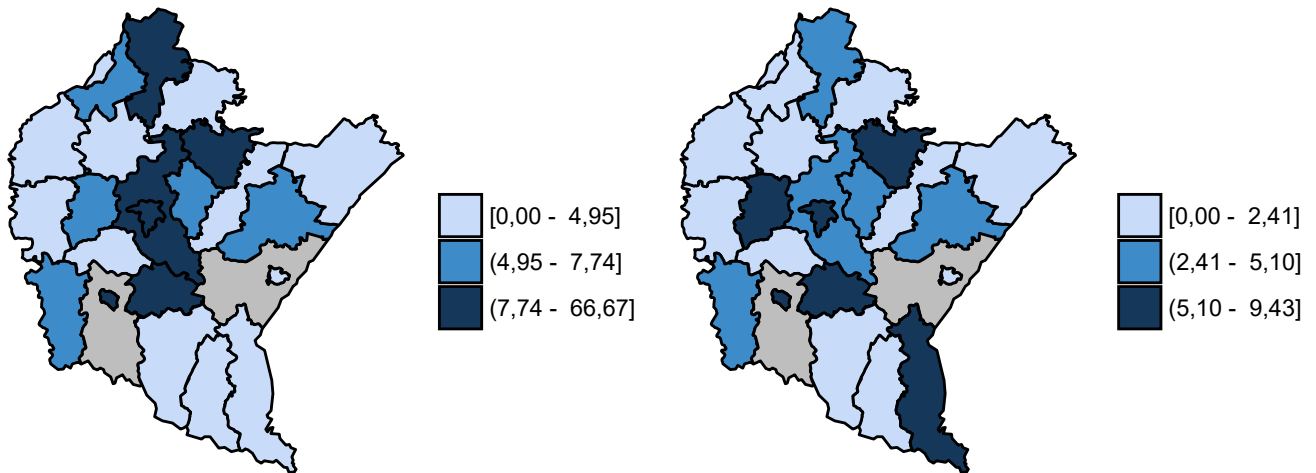 [0,00 -  4,95]
(4,95 -  7,74]
(7,74 -  66,67]
[0,00 -  2,41]
(2,41 -  5,10]
(5,10 -  9,43]